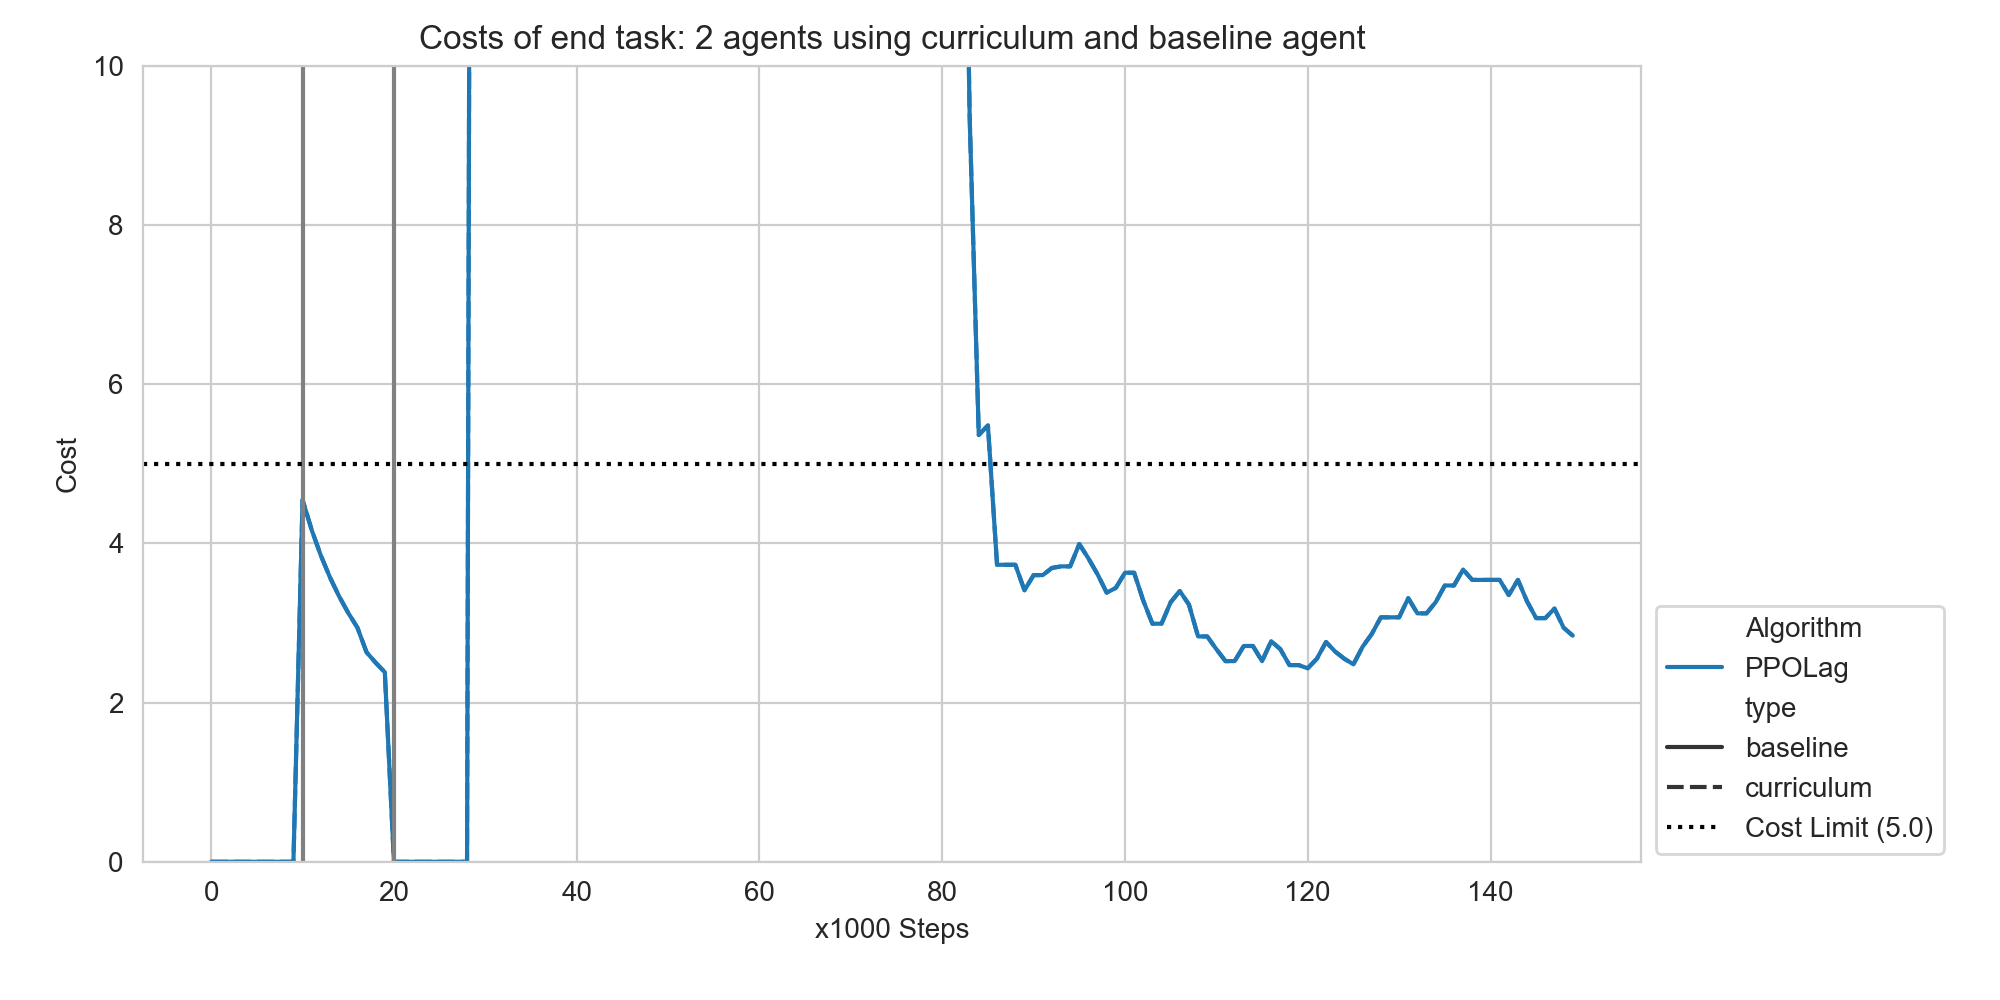 Costs of end task: 2 agents using curriculum and baseline agent
10
8
6
4
2
0
Cost
0 20 40 60 80 100 120 140
x1000 Steps
Algorithm
PPOLag
type
baseline
curriculum
Cost Limit (5.0)